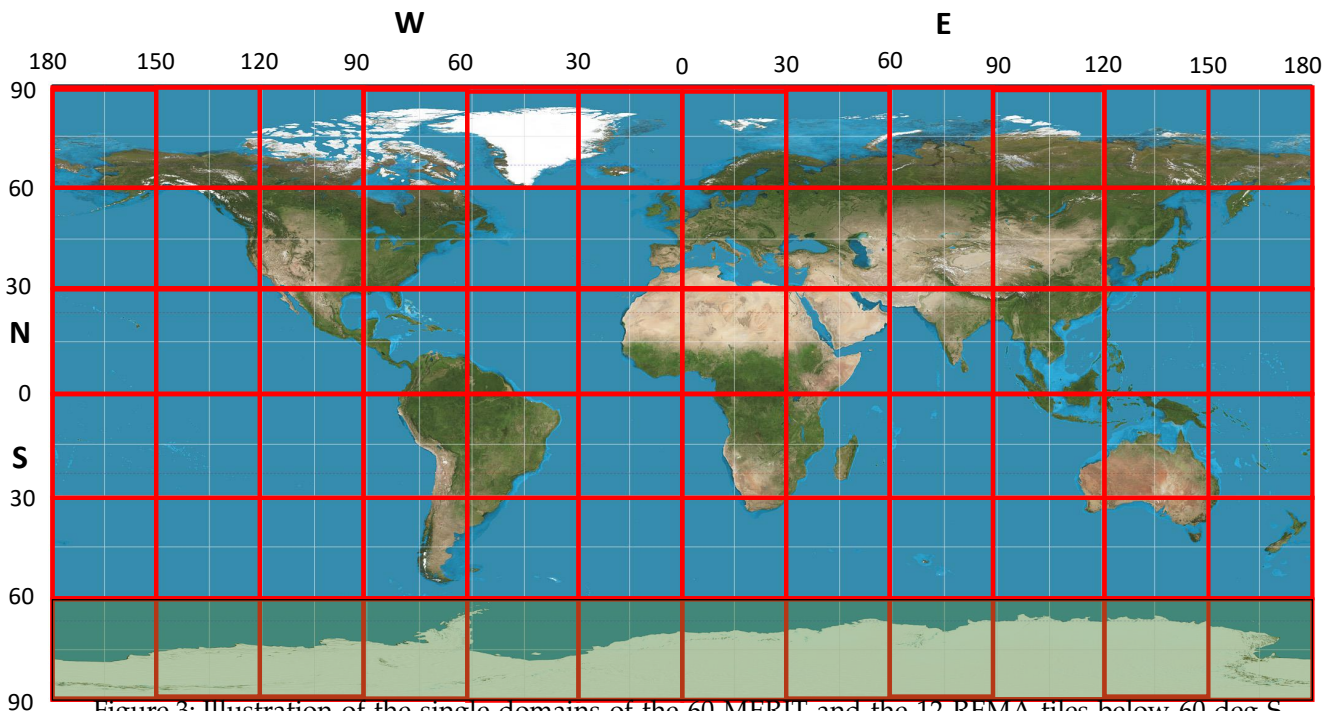 W E
180 150 120 90 60 30 0 30 60 90 120 150 180
90
60
30
N
0
S
30
60
90
Figure 3: Illustration of the single domains of the 60 MERIT and the 12 REMA tiles below 60 deg S